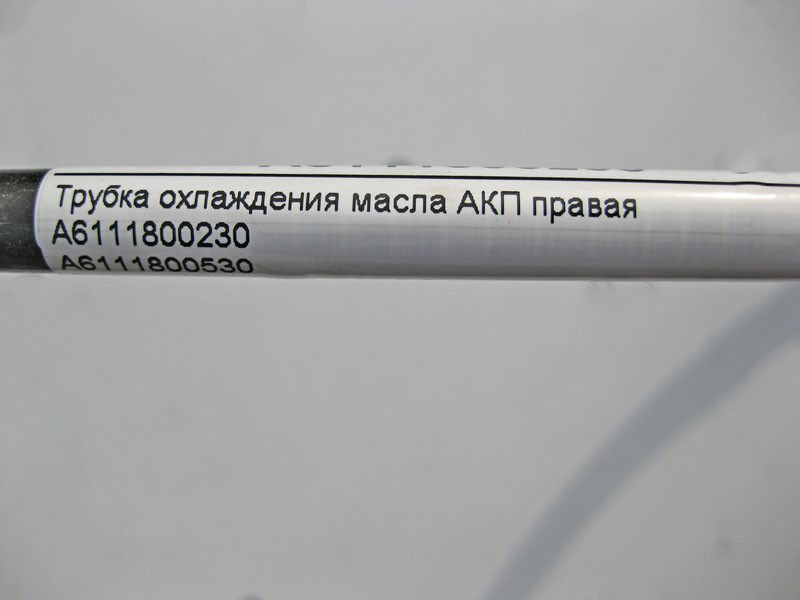 Трубка охлаждения масла АКП правая
A6111800230
A6111800530